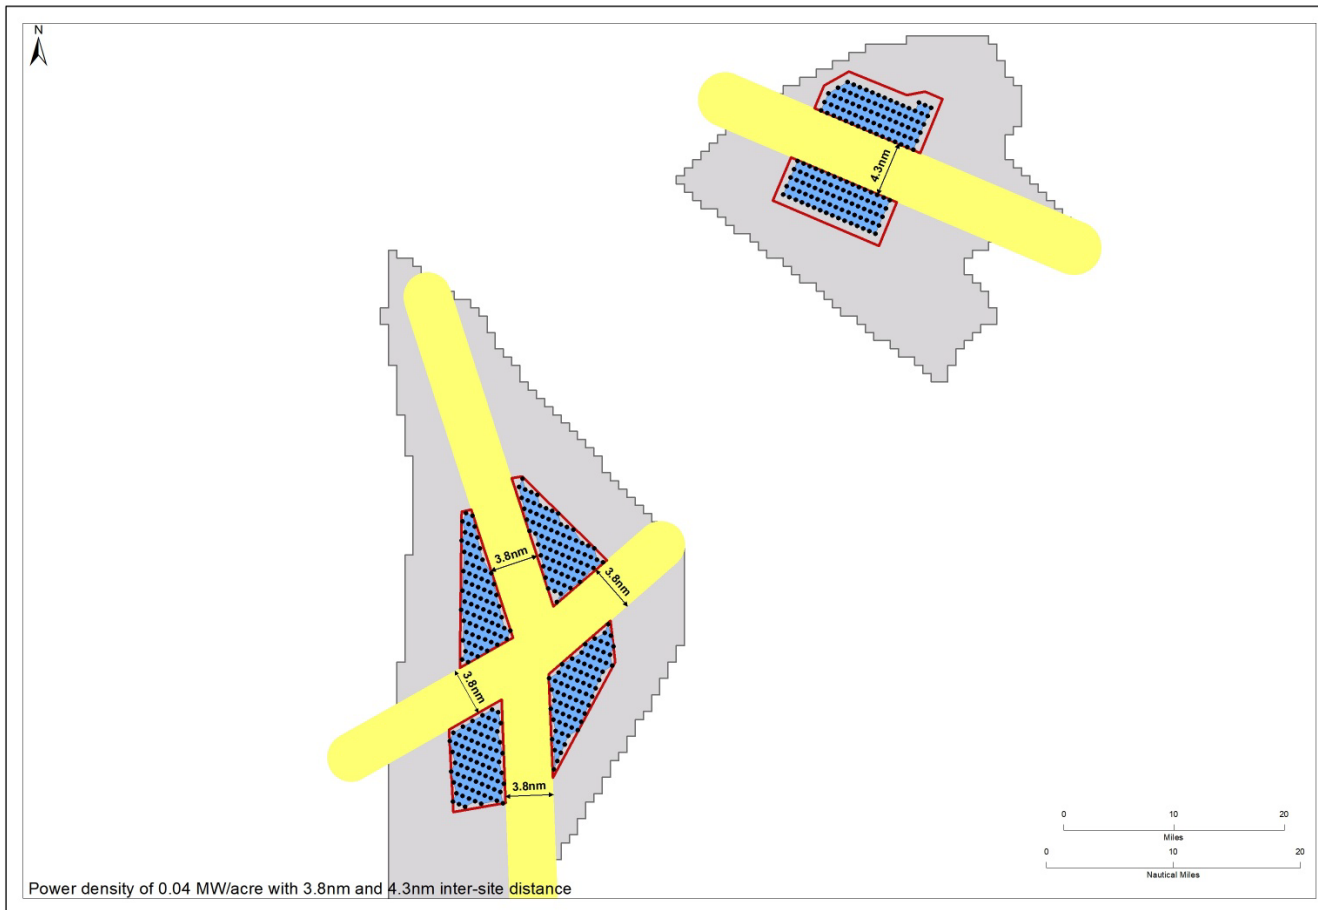 N
4.3nm
3.8nm
3.8nm
3.8nm
3.8nm
0 10 20
Miles
0 10 20
Nautical Miles
Power density of 0.04 MW/acre with 3.8nm and 4.3nm inter-site distance